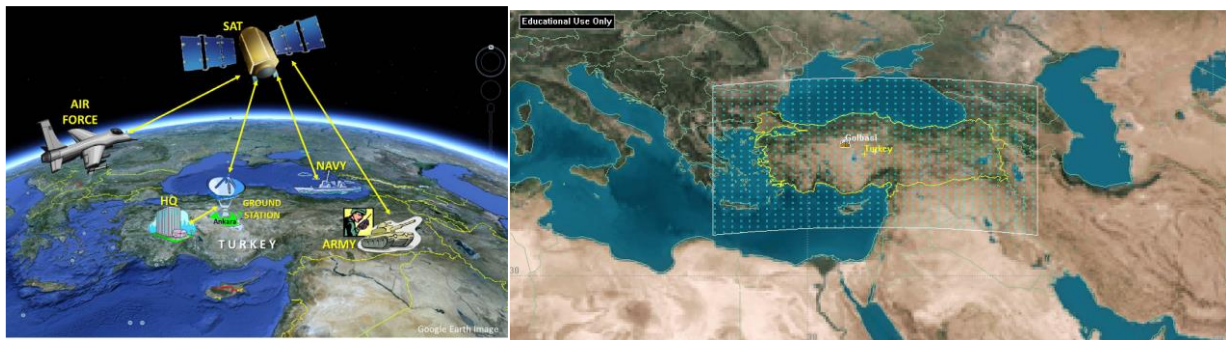 SAT
AIR
FORCE
NAVY
HQ
GROUND
STATION
Ankara
ARMY
TURKEY
Google Earth Image
Educational Use Only
Golbasi
Turkey